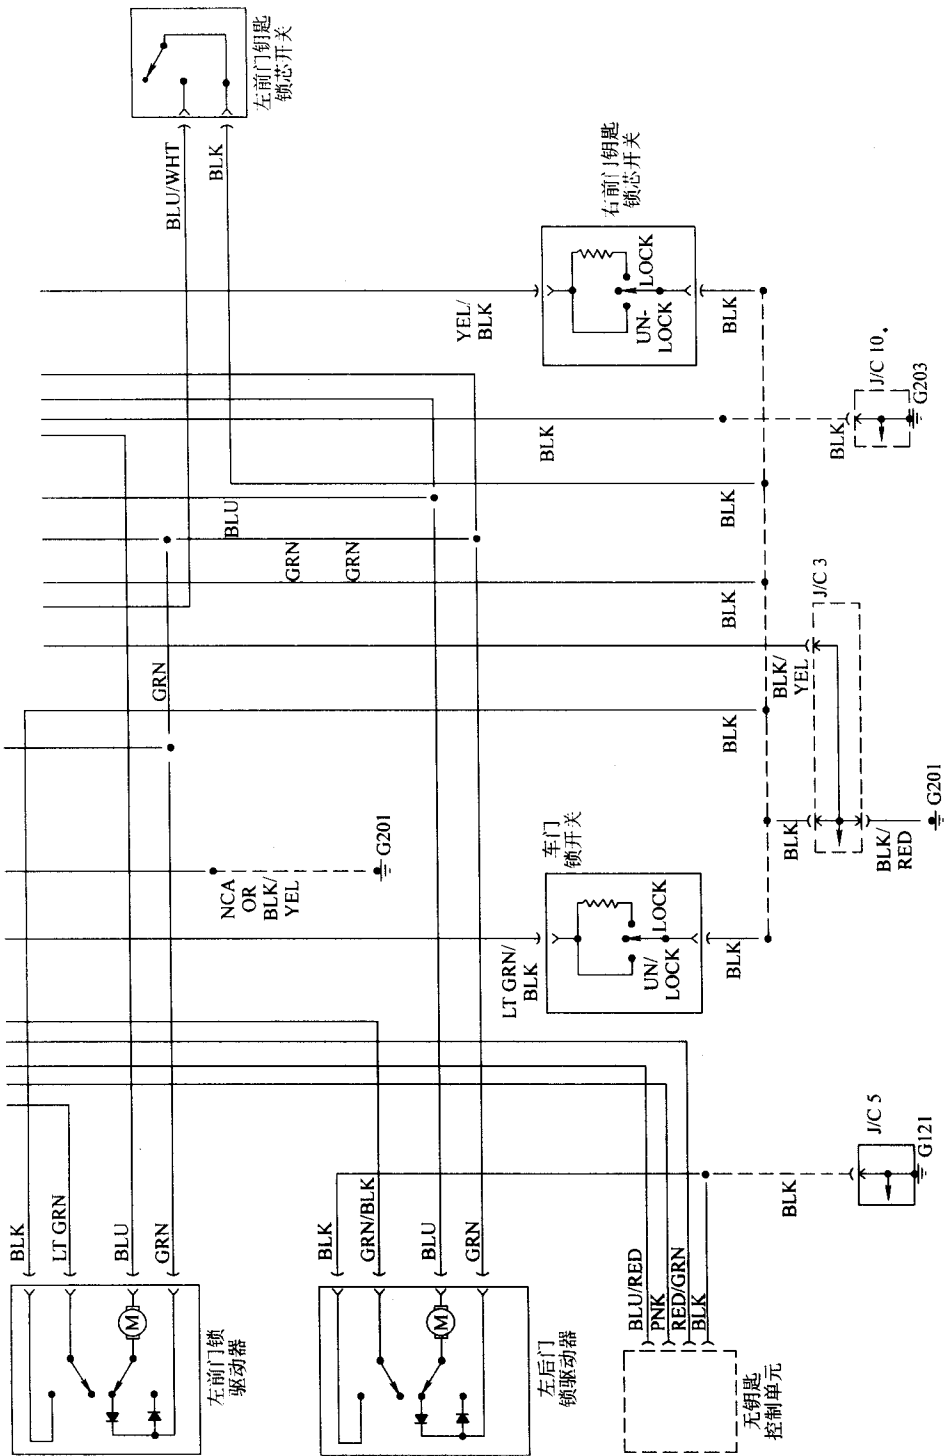 左前门钥匙
锁芯开关
BLU/WHT
BLK
右前门钥匙
锁芯开关
YEL/
BLK
UN-
LOCK
LOCK
BLK
J/C 10
G203
BLK
BLK
BLU
BLK
GRN
GRN
BLK
J/C 3
GRN
BLK/
YEL
BLK
车门
锁开关
BLK
BLK/
RED
G201
NCA
OR
BLK/
YEL
G201
LT GRN/
BLK
UN/
LOCK
LOCK
BLK
J/C 5
G121
BLK
BLK
LT GRN
BLU
GRN
BLK
GRN/BLK
BLU
GRN
BLU/RED
PNK
RED/GRN
BLK
M
左前门锁
驱动器
M
左后门
锁驱动器
无钥匙
控制单元